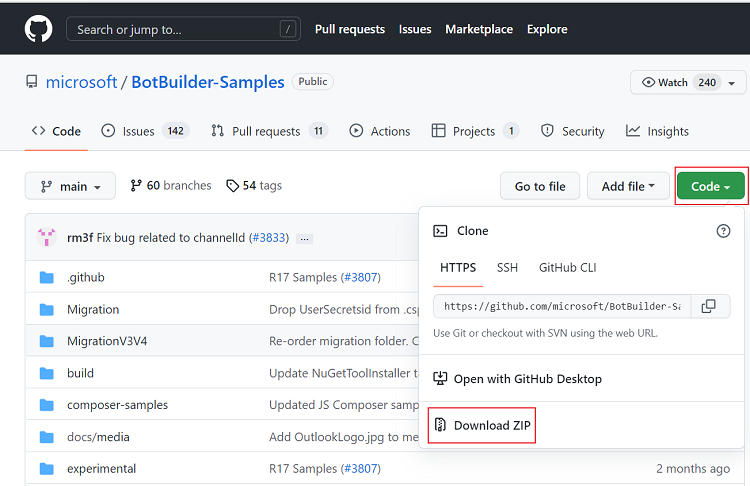 Search or jump to... / Pull requests Issues Marketplace Explore
microsoft / BotBuilder-Samples Public Watch 240
Code Issues 142 Pull requests 11 Actions Projects 1 Security Insights
main 60 branches 54 tags Go to file Add file Code
rm3f Fix bug related to channelId (#3833) ...
Clone
HTTPS SSH GitHub CLI
https://github.com/microsoft/BotBuilder-Sa
Use Git or checkout with SVN using the web URL.
Open with GitHub Desktop
Download ZIP
.github R17 Samples (#3807)
Migration Drop UserSecretsid from .csp
MigrationV3V4 Re-order migration folder. C
build Update NuGetToolInstaller ta
composer-samples Updated JS Composer samp
docs/media Add OutlookLogo.jpg to me
experimental R17 Samples (#3807) 2 months ago